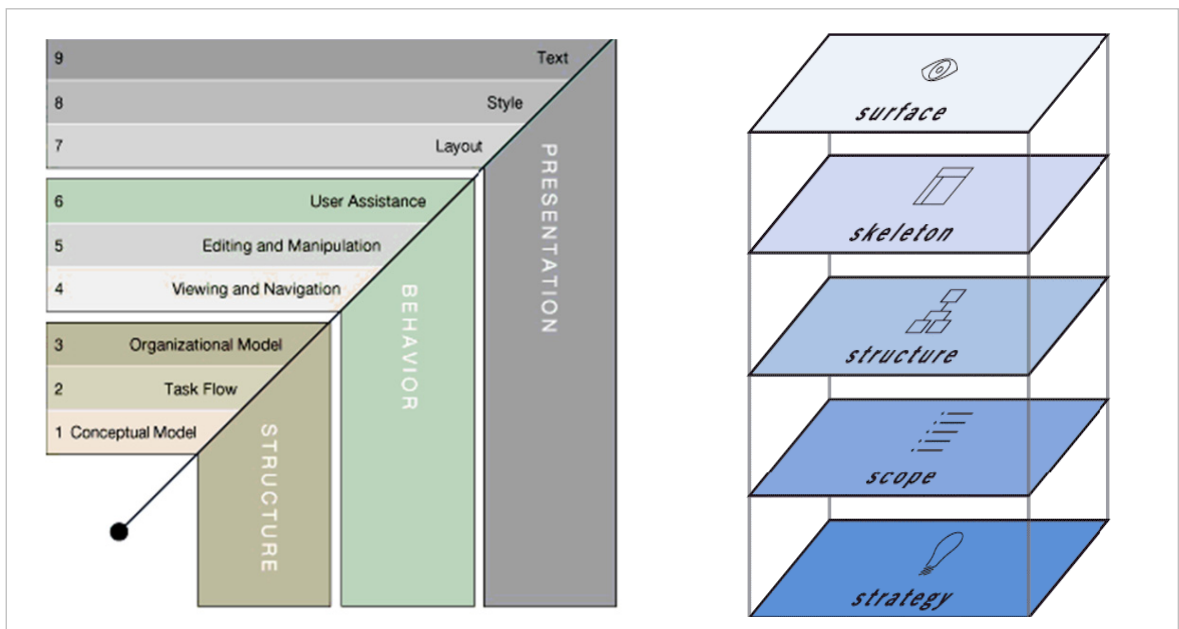 9 Text
8 Style
7 Layout
6 User Assistance
5 Editing and Manipulation
4 Viewing and Navigation
3 Organizational Model
2 Task Flow
1 Conceptual Model
STRUCTURE
BEHAVIOR
PRESENTATION
surface
skeleton
structure
scope
strategy